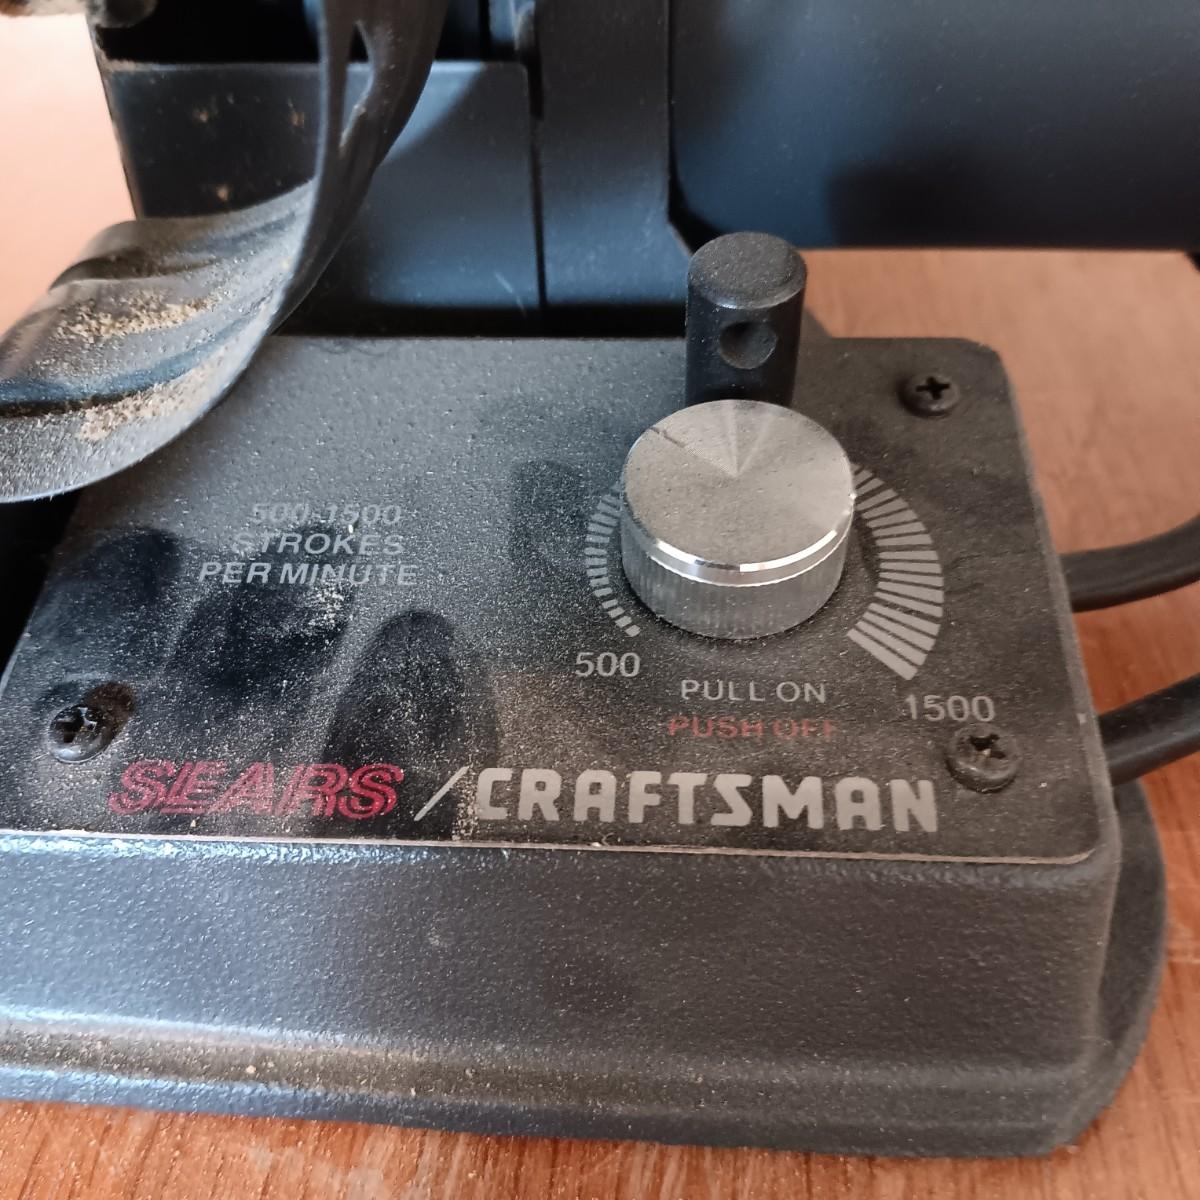 500-1500
STROKES
PER MINUTE
500
1500
PULL ON
PUSH OFF
SEARS / CRAFTSMAN